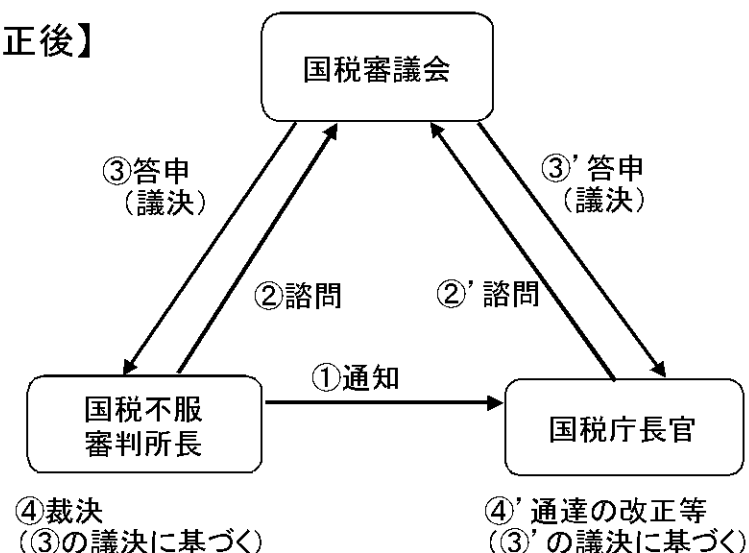 正後】
国税審議会
③答申
（議決）
③’答申
（議決）
②諮問
②’諮問
①通知
国税不服
審判所長
国税庁長官
④裁決
（③の議決に基づく）
④’通達の改正等
（③’の議決に基づく）